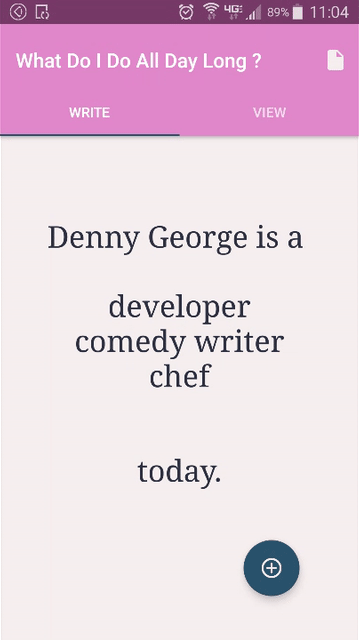 89% 11:04
What Do I Do All Day Long ?
WRITE VIEW
Denny George is a
developer
comedy writer
chef
today.